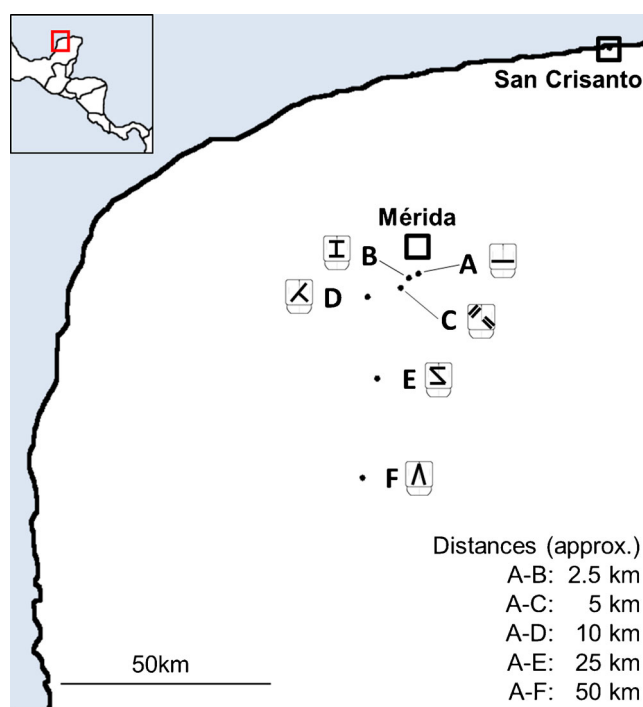 San Crisanto
Mérida
B
A
D
C
E
F
Distances (approx.)
A-B: 2.5 km
A-C: 5 km
A-D: 10 km
A-E: 25 km
A-F: 50 km
50km